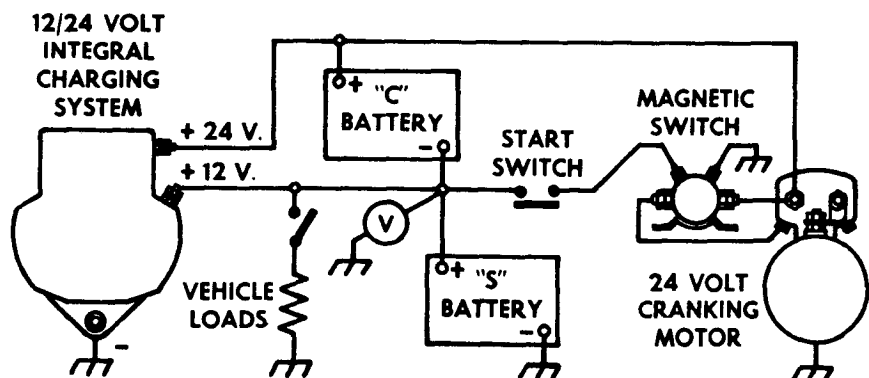 12/24 VOLT
INTEGRAL
CHARGING
SYSTEM
+ 24 V.
+ 12 V.
+ "C"
BATTERY
-
START
SWITCH
MAGNETIC
SWITCH
V
VEHICLE
LOADS
+ "S"
BATTERY
-
24 VOLT
CRANKING
MOTOR
-